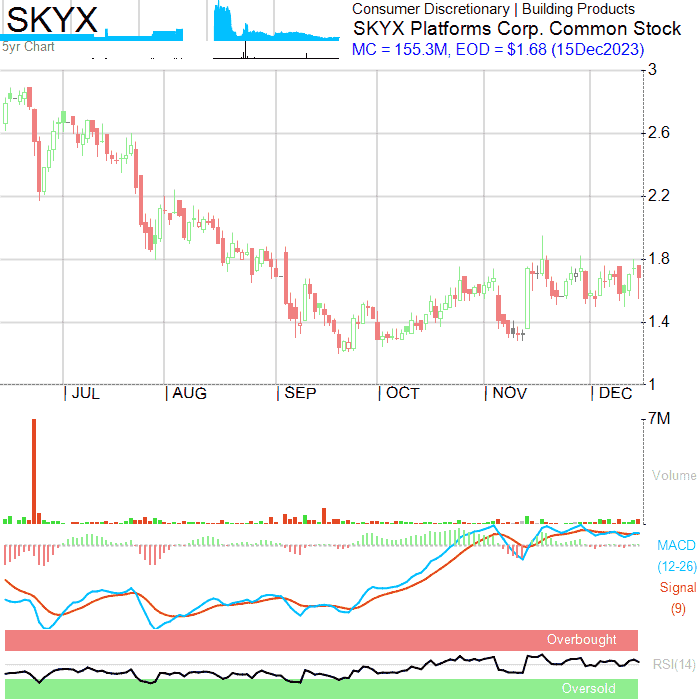 SKYX
5yr Chart
Consumer Discretionary | Building Products
SKYX Platforms Corp. Common Stock
MC = 155.3M, EOD = $1.68 (15Dec2023)
3
2.6
2.2
1.8
1.4
1
| JUL | AUG | SEP | OCT | NOV | DEC
7M
Volume
MACD
(12-26)
Signal
(9)
Overbought
RSI(14)
Oversold